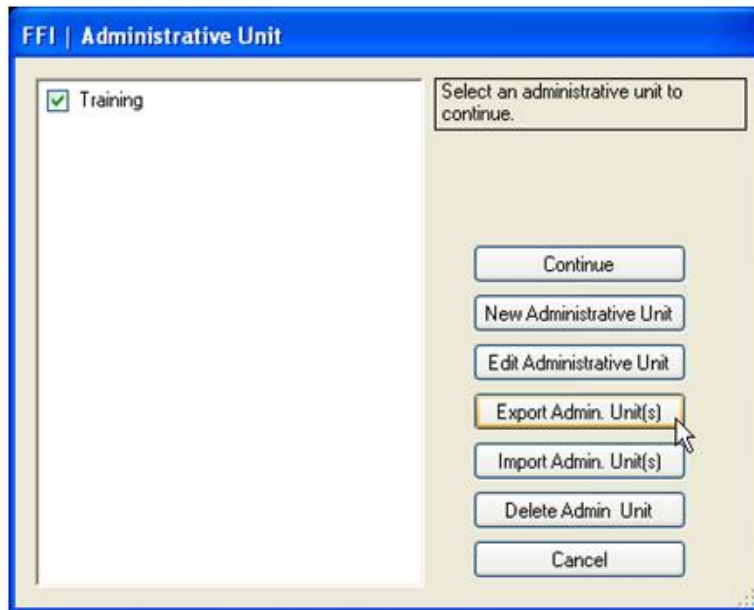 FFI | Administrative Unit
Training
Select an administrative unit to
continue.
Continue
New Administrative Unit
Edit Administrative Unit
Export Admin. Unit(s)
Import Admin. Unit(s)
Delete Admin Unit
Cancel